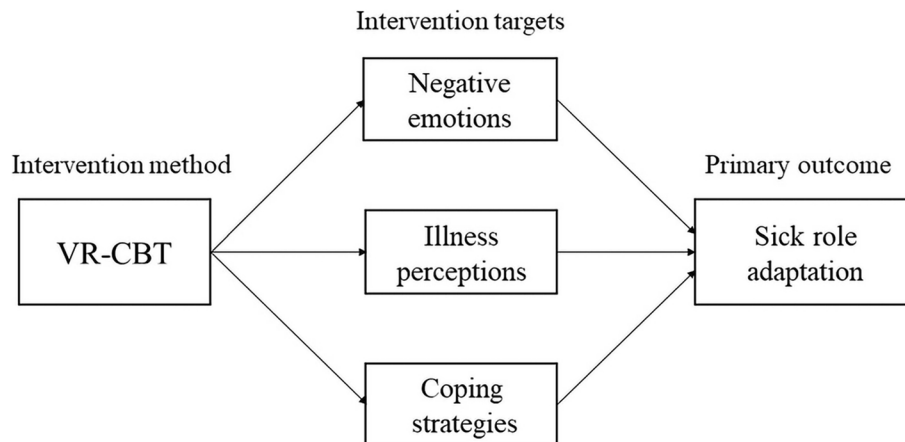 Intervention targets
Negative
emotions
Intervention method
Primary outcome
VR-CBT
Illness
perceptions
Sick role
adaptation
Coping
strategies